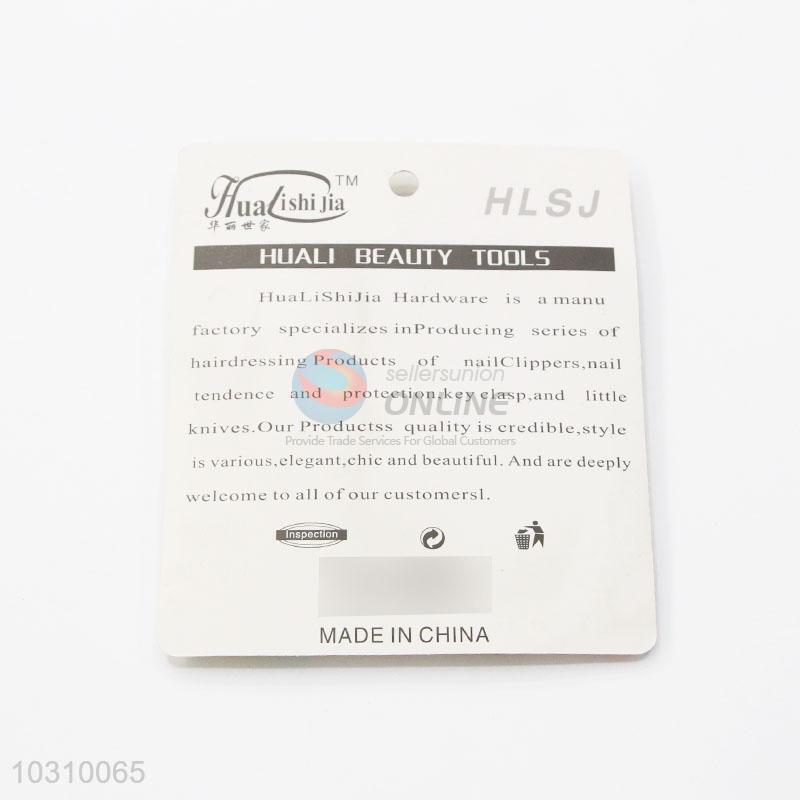 HuaLishi Jia TM
华丽世家
HLSJ
HUALI BEAUTY TOOLS
HuaLiShiJia Hardware is a manu
factory specializes inProducing series of
hairdressing Products of nailClippers,nail
sellersunion
tendence and protection,key clasp,and little
ONLINE
knives.Our Productss quality is credible,style
Provide Trade Services For Global Customers
is various,elegant,chic and beautiful. And are deeply
welcome to all of our customersl.
Inspection
MADE IN CHINA
10310065